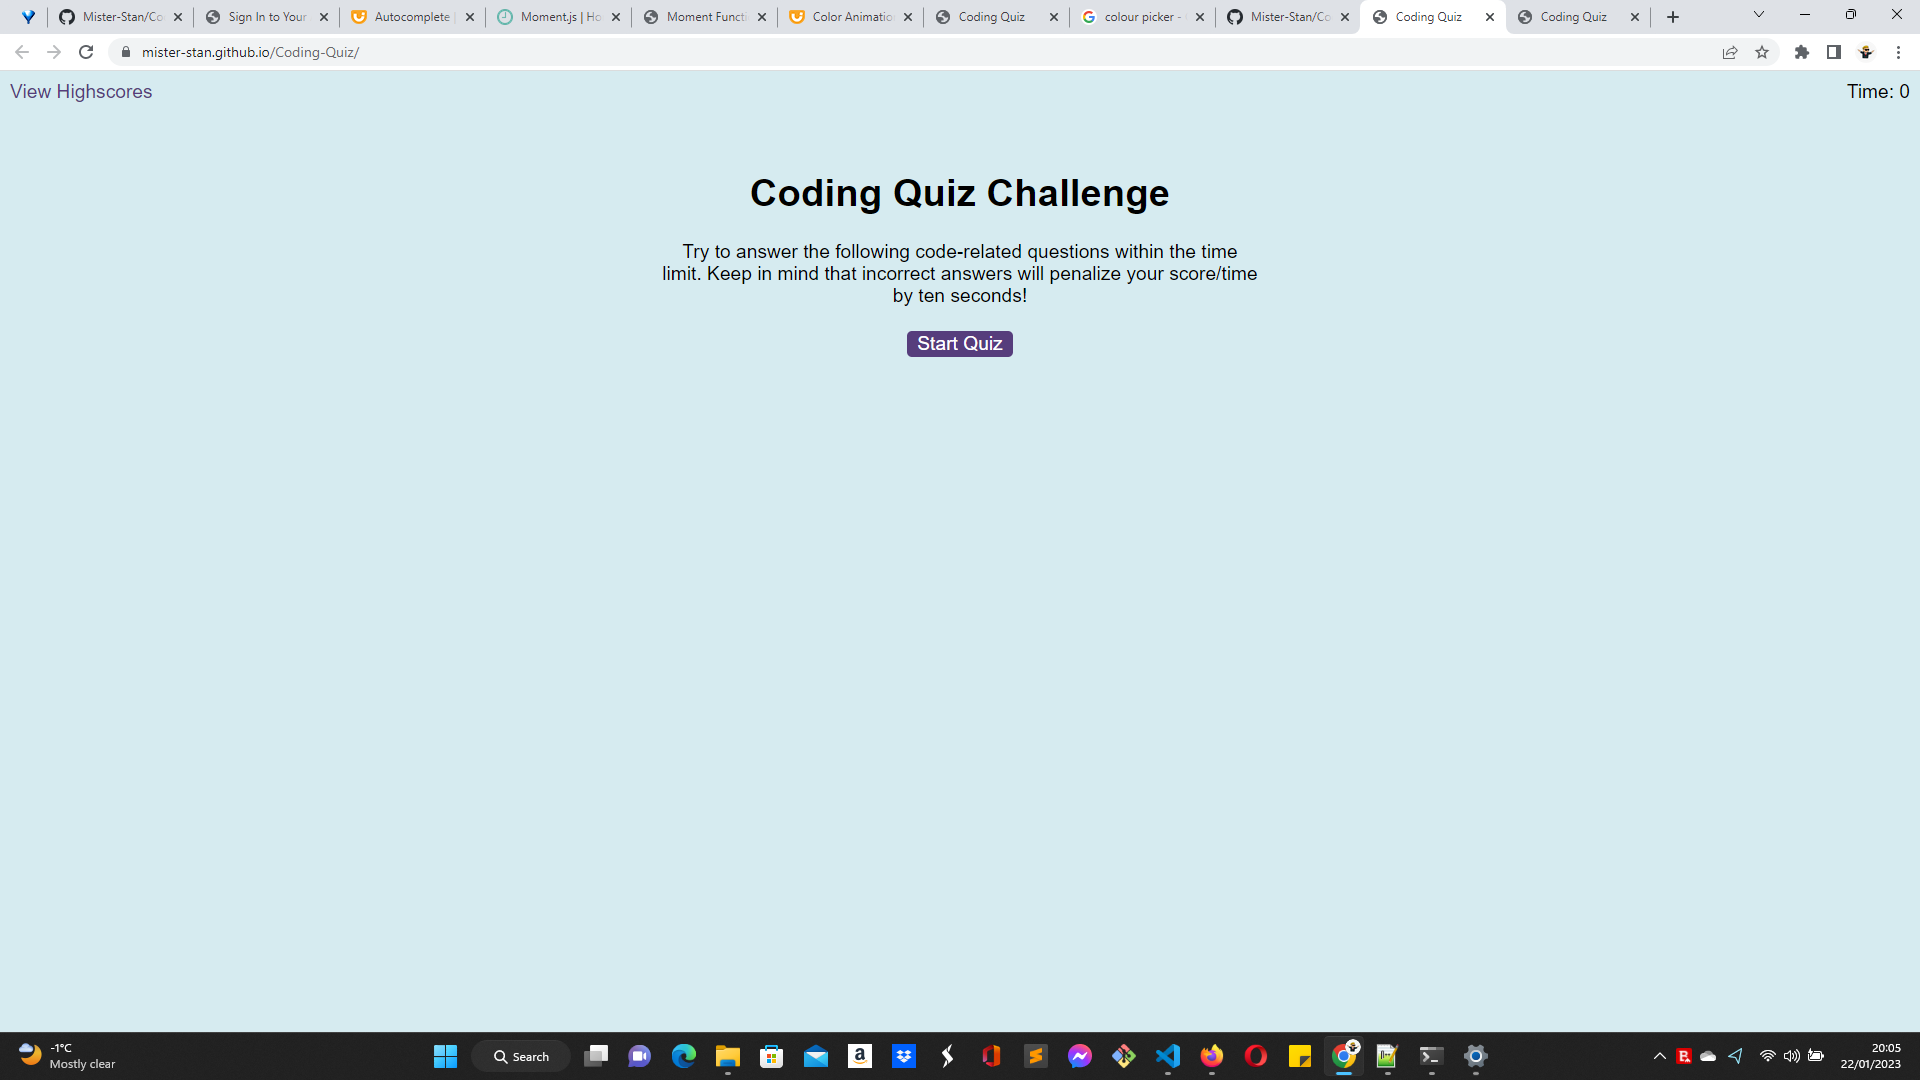 Mister-Stan/Co
Sign In to Your
Autocomplete
Moment.js | Ho
Moment Functi
Color Animatio
Coding Quiz
colour picker -
Mister-Stan/Co
Coding Quiz
Coding Quiz
mister-stan.github.io/Coding-Quiz/
View Highscores
Time: 0
Coding Quiz Challenge
Try to answer the following code-related questions within the time
limit. Keep in mind that incorrect answers will penalize your score/time
by ten seconds!
Start Quiz
-1°C
Mostly clear
Search
20:05
22/01/2023